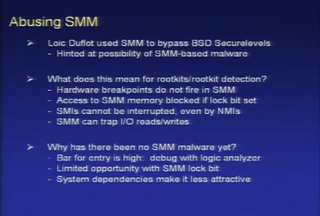 Abusing SMM
Loic Duflot used SMM to bypass BSD Securelevels
- Hinted at possibility of SMM-based malware
What does this mean for rootkits/rootkit detection?
- Hardware breakpoints do not fire in SMM
- Access to SMM memory blocked if lock bit set
- SMIs cannot be interrupted, even by NMIs
- SMM can trap I/O reads/writes
Why has there been no SMM malware yet?
- Bar for entry is high: debug with logic analyzer
- Limited opportunity with SMM lock bit
- System dependencies make it less attractive